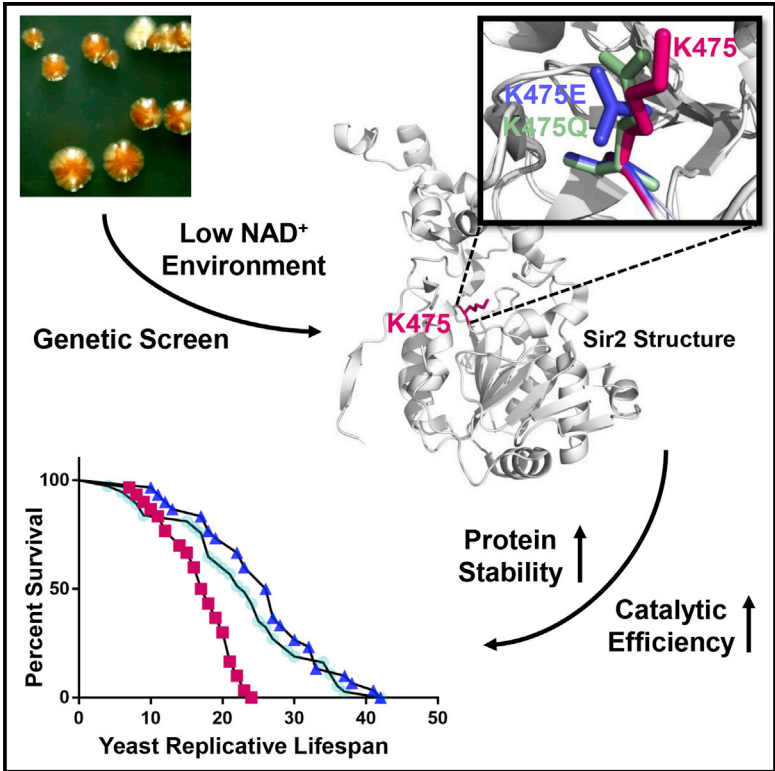 K475
K475E
K475Q
Low NAD⁺
Environment
Genetic Screen
K475
Sir2 Structure
100
50
0
Percent Survival
0 10 20 30 40 50
Yeast Replicative Lifespan
Protein
Stability
Catalytic
Efficiency